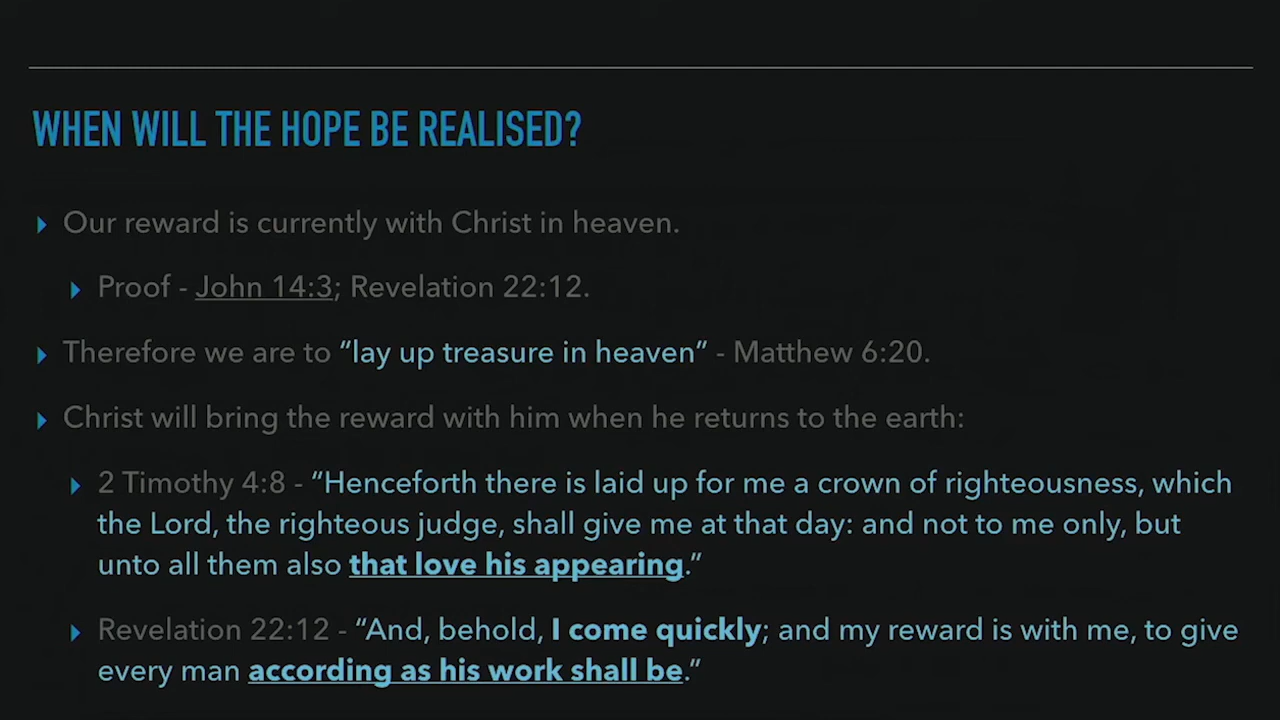 WHEN WILL THE HOPE BE REALISED?
Our reward is currently with Christ in heaven.
Proof - John 14:3; Revelation 22:12.
Therefore we are to “lay up treasure in heaven” - Matthew 6:20.
Christ will bring the reward with him when he returns to the earth:
2 Timothy 4:8 - “Henceforth there is laid up for me a crown of righteousness, which
the Lord, the righteous judge, shall give me at that day: and not to me only, but
unto all them also that love his appearing.”
Revelation 22:12 - “And, behold, I come quickly; and my reward is with me, to give
every man according as his work shall be.”